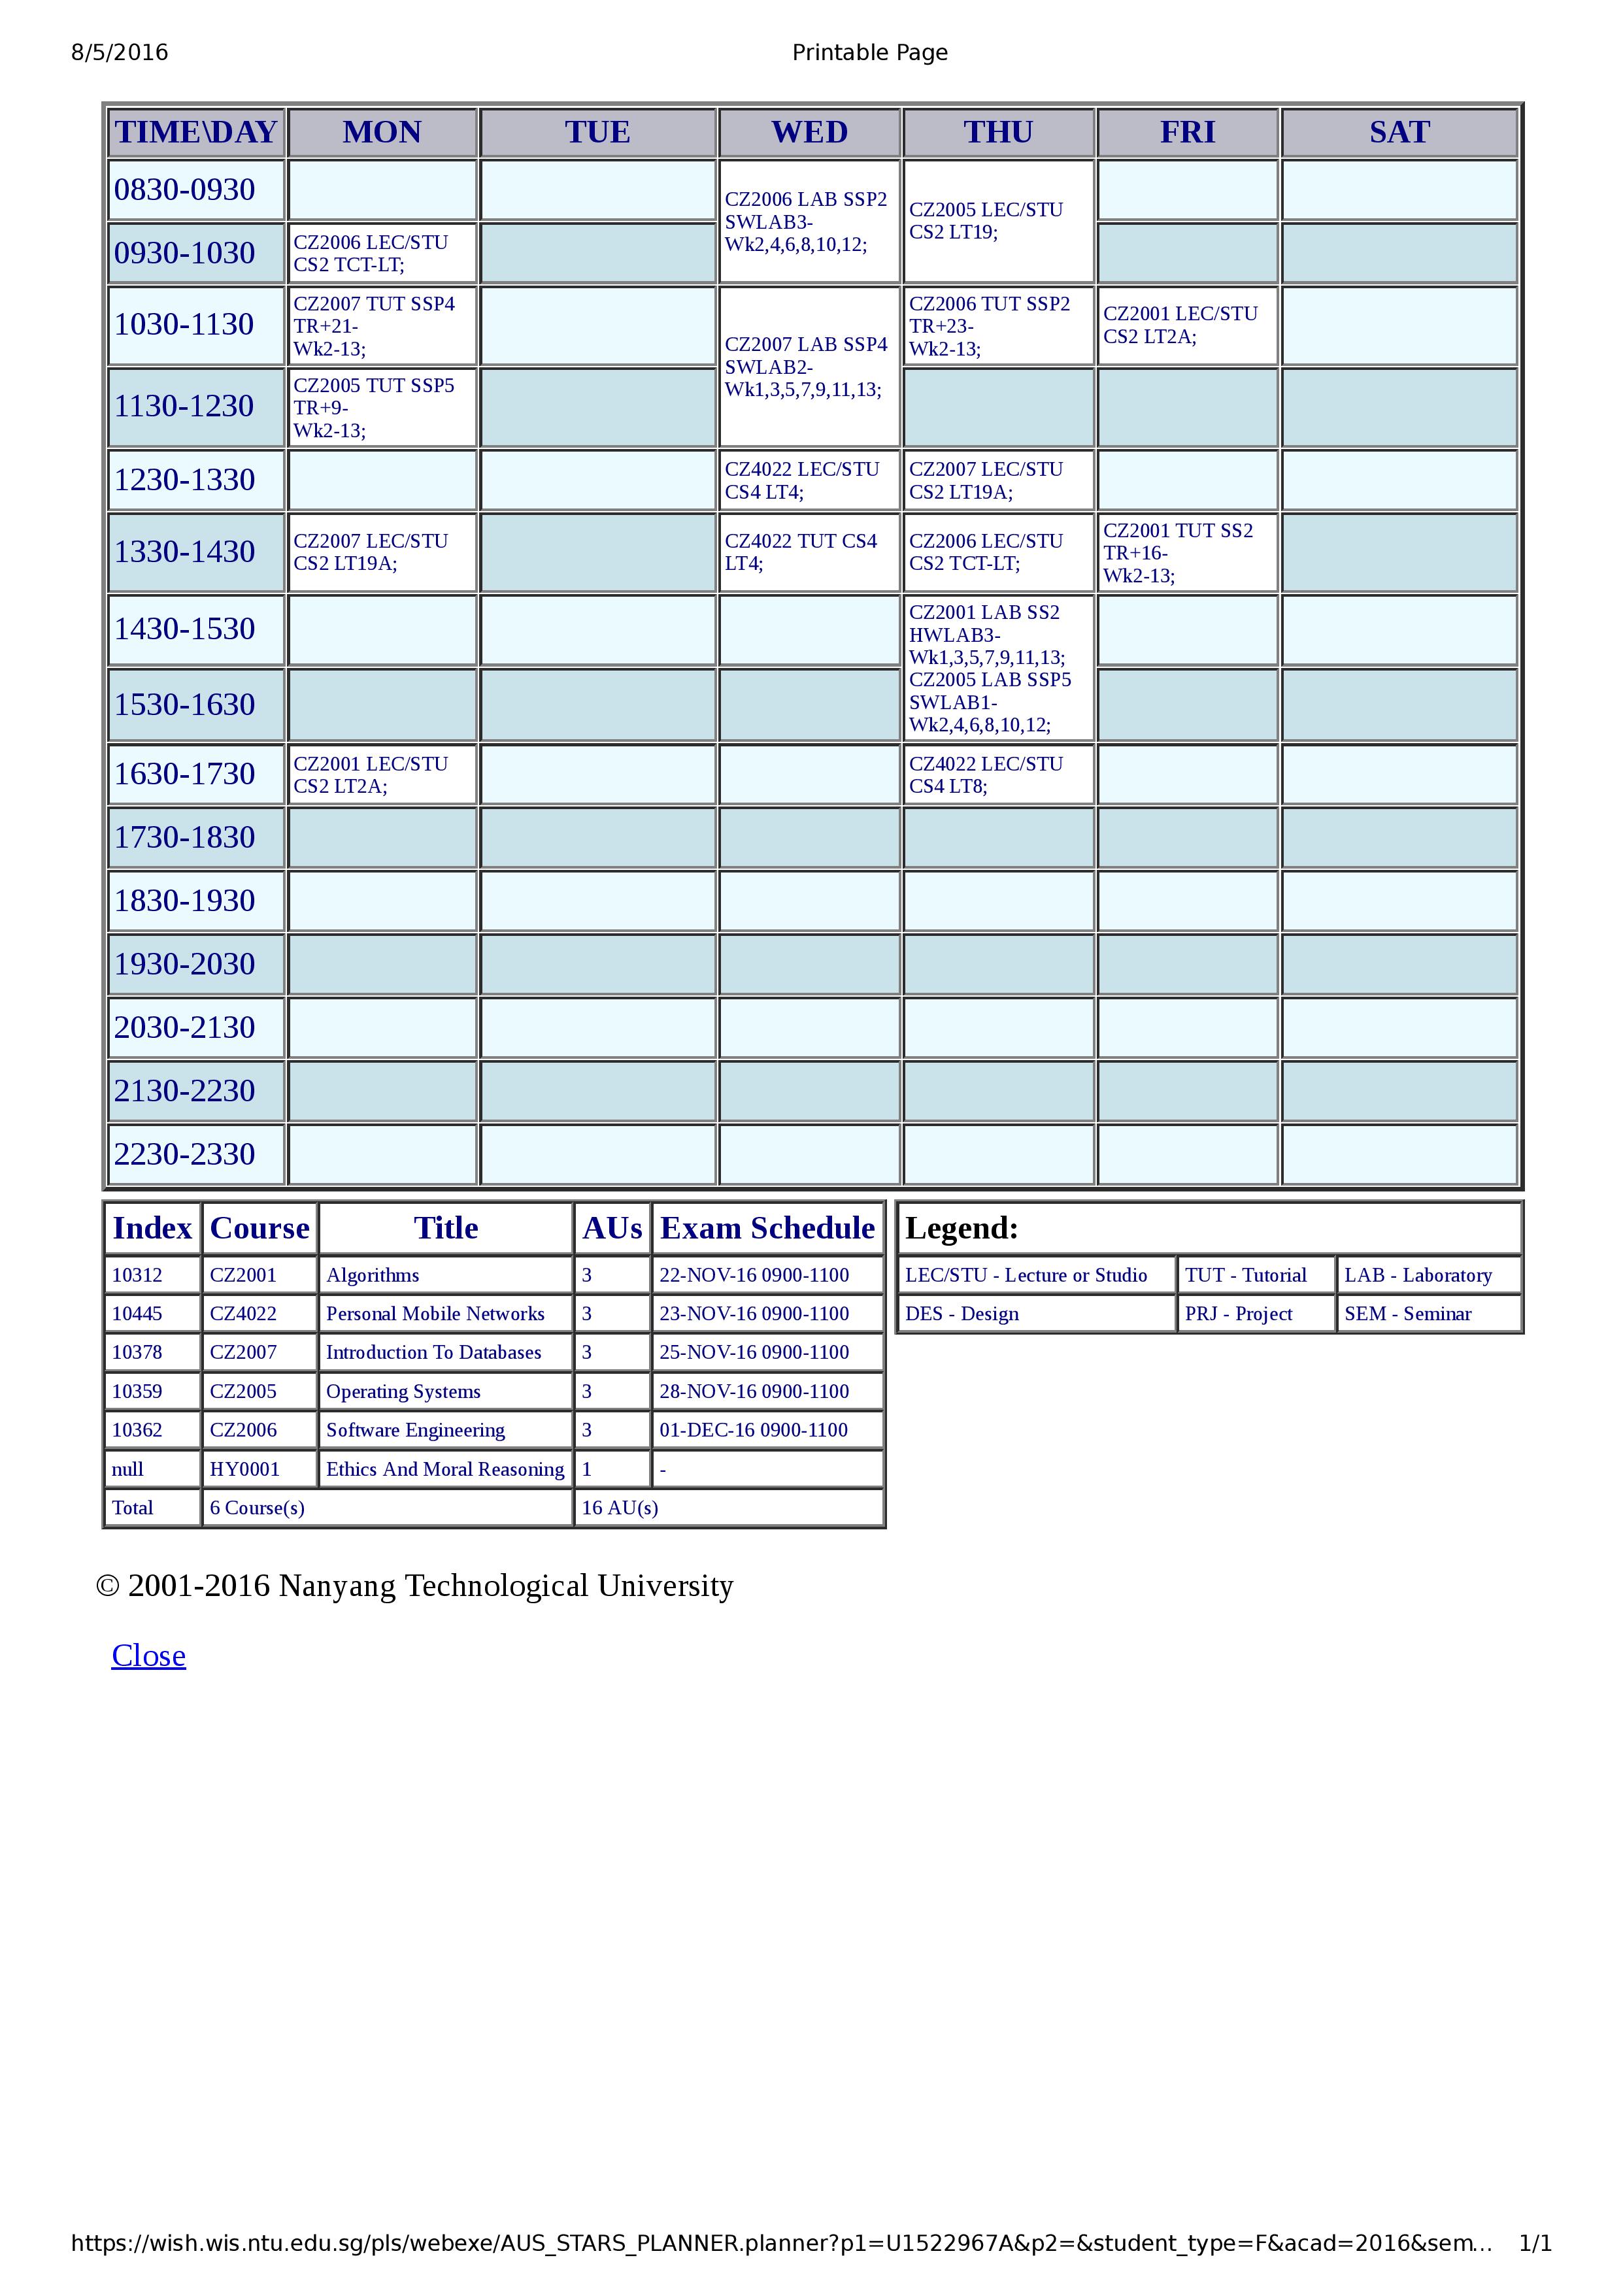 8/5/2016 Printable Page
TIME\DAY MON TUE WED THU FRI SAT
0830-0930
CZ2006 LAB SSP2
SWLAB3-
Wk2,4,6,8,10,12;
CZ2005 LEC/STU
CS2 LT19;
0930-1030
CZ2006 LEC/STU
CS2 TCT-LT;
1030-1130
CZ2007 TUT SSP4
TR+21-
Wk2-13;
CZ2007 LAB SSP4
SWLAB2-
Wk1,3,5,7,9,11,13;
CZ2006 TUT SSP2
TR+23-
Wk2-13;
CZ2001 LEC/STU
CS2 LT2A;
1130-1230
CZ2005 TUT SSP5
TR+9-
Wk2-13;
1230-1330
CZ4022 LEC/STU
CS4 LT4;
CZ2007 LEC/STU
CS2 LT19A;
1330-1430
CZ2007 LEC/STU
CS2 LT19A;
CZ4022 TUT CS4
LT4;
CZ2006 LEC/STU
CS2 TCT-LT;
CZ2001 TUT SS2
TR+16-
Wk2-13;
1430-1530
CZ2001 LAB SS2
HWLAB3-
Wk1,3,5,7,9,11,13;
CZ2005 LAB SSP5
SWLAB1-
Wk2,4,6,8,10,12;
1530-1630
1630-1730
CZ2001 LEC/STU
CS2 LT2A;
CZ4022 LEC/STU
CS4 LT8;
1730-1830
1830-1930
1930-2030
2030-2130
2130-2230
2230-2330
Index Course Title AUs Exam Schedule
10312 CZ2001 Algorithms 3 22-NOV-16 0900-1100
10445 CZ4022 Personal Mobile Networks 3 23-NOV-16 0900-1100
10378 CZ2007 Introduction To Databases 3 25-NOV-16 0900-1100
10359 CZ2005 Operating Systems 3 28-NOV-16 0900-1100
10362 CZ2006 Software Engineering 3 01-DEC-16 0900-1100
null HY0001 Ethics And Moral Reasoning 1 -
Total 6 Course(s) 16 AU(s)
Legend:
LEC/STU - Lecture or Studio TUT - Tutorial LAB - Laboratory
DES - Design PRJ - Project SEM - Seminar
© 2001-2016 Nanyang Technological University
Close
https://wish.wis.ntu.edu.sg/pls/webexe/AUS_STARS_PLANNER.planner?p1=U1522967A&p2=&student_type=F&acad=2016&sem… 1/1